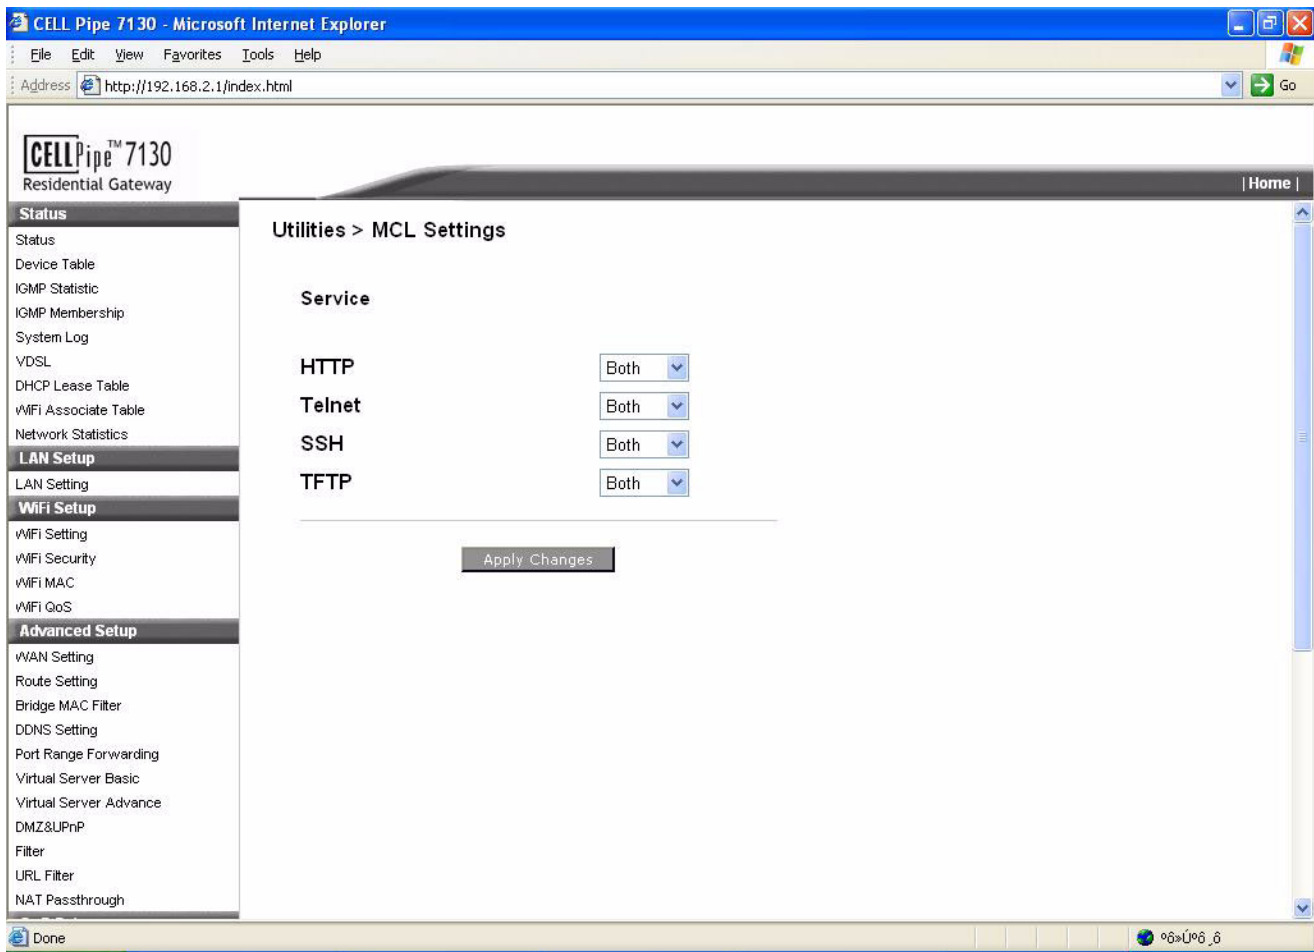 CELL Pipe 7130 - Microsoft Internet Explorer
File Edit View Favorites Tools Help
Address http://192.168.2.1/index.html Go
CELLPipe™ 7130
Residential Gateway
| Home |
Status
Status
Device Table
IGMP Statistic
IGMP Membership
System Log
VDSL
DHCP Lease Table
WiFi Associate Table
Network Statistics
LAN Setup
LAN Setting
WiFi Setup
WiFi Setting
WiFi Security
WiFi MAC
WiFi QoS
Advanced Setup
WAN Setting
Route Setting
Bridge MAC Filter
DDNS Setting
Port Range Forwarding
Virtual Server Basic
Virtual Server Advance
DMZ&UPnP
Filter
URL Filter
NAT Passthrough
Utilities > MCL Settings
Service
HTTP Both
Telnet Both
SSH Both
TFTP Both
Apply Changes
Done